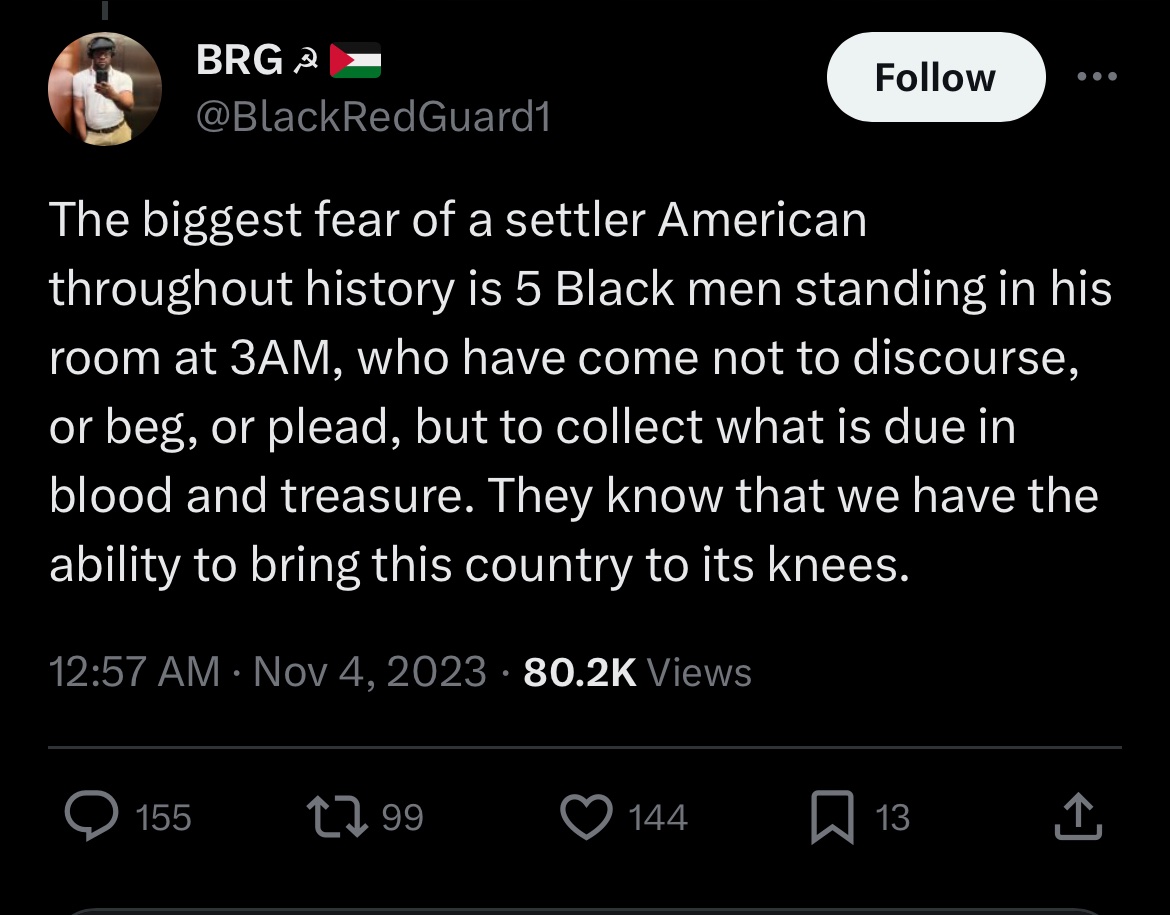 BRG ☭ 🇵🇸
Follow
@BlackRedGuard1
The biggest fear of a settler American
throughout history is 5 Black men standing in his
room at 3AM, who have come not to discourse,
or beg, or plead, but to collect what is due in
blood and treasure. They know that we have the
ability to bring this country to its knees.
12:57 AM · Nov 4, 2023 · 80.2K Views
155 99 144 13